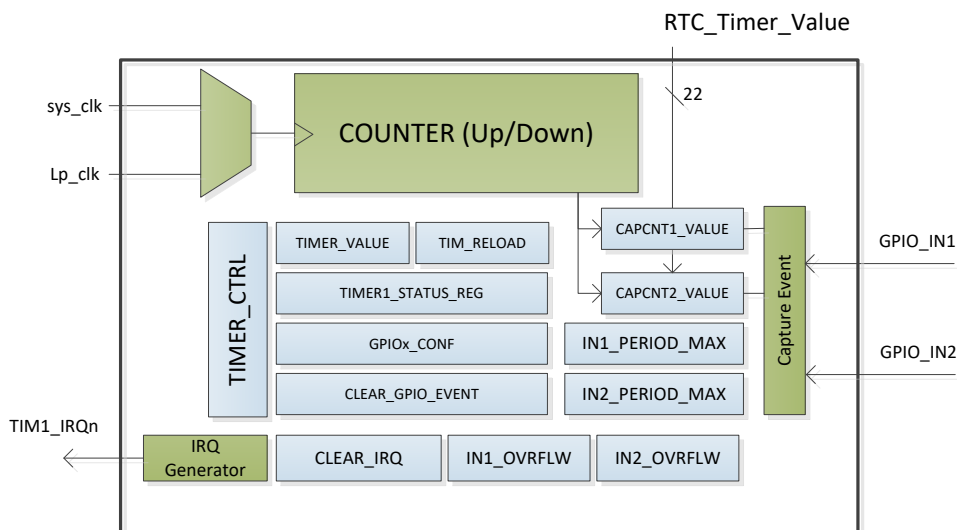 RTC_Timer_Value
22
sys_clk
Lp_clk
COUNTER (Up/Down)
CAPCNT1_VALUE
CAPCNT2_VALUE
GPIO_IN1
GPIO_IN2
Capture Event
TIMER_CTRL
TIMER_VALUE
TIM_RELOAD
TIMER1_STATUS_REG
GPIOx_CONF
IN1_PERIOD_MAX
CLEAR_GPIO_EVENT
IN2_PERIOD_MAX
TIM1_IRQn
IRQ
Generator
CLEAR_IRQ
IN1_OVRFLW
IN2_OVRFLW